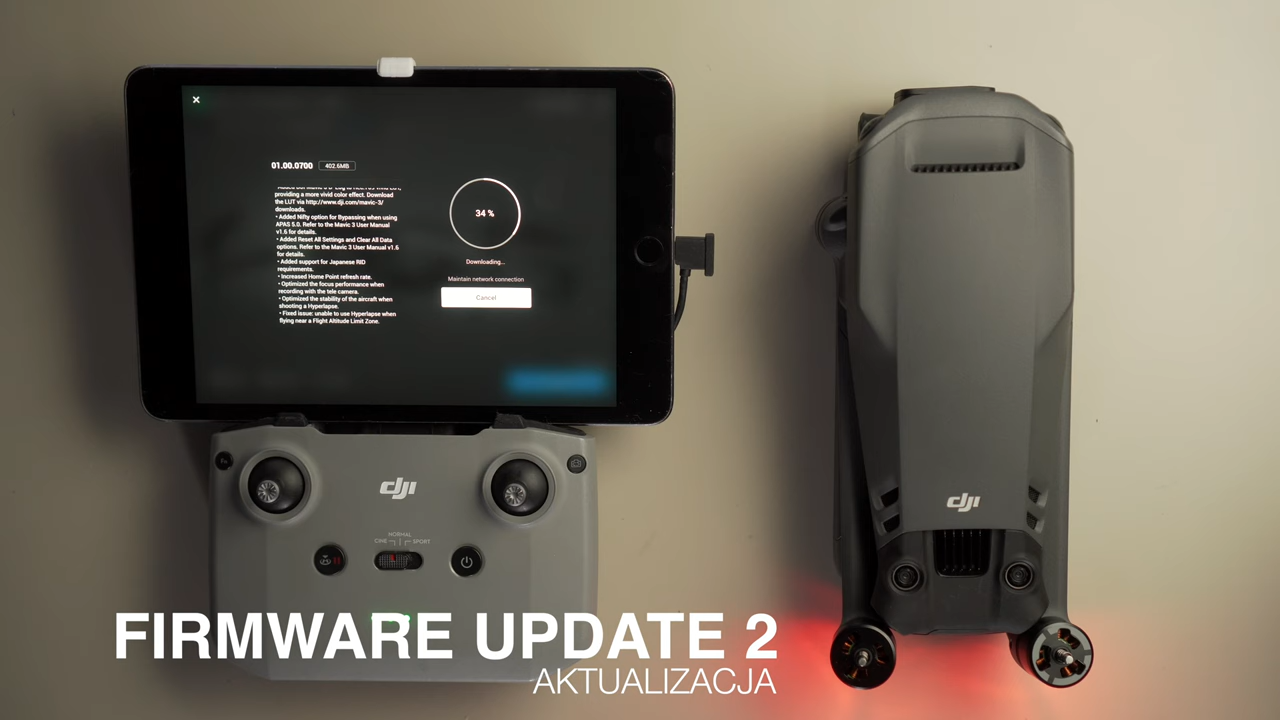 ×
01.00.0700 402.6MB
providing a more vivid color effect. Download
the LUT via http://www.dji.com/mavic-3/
downloads.
• Added Nifty option for Bypassing when using
APAS 5.0. Refer to the Mavic 3 User Manual
v1.6 for details.
• Added Reset All Settings and Clear All Data
options. Refer to the Mavic 3 User Manual v1.6
for details.
• Added support for Japanese RID
requirements.
• Increased Home Point refresh rate.
• Optimized the focus performance when
recording with the tele camera.
• Optimized the stability of the aircraft when
shooting a Hyperlapse.
• Fixed issue: unable to use Hyperlapse when
flying near a Flight Altitude Limit Zone.
34 %
Downloading...
Maintain network connection
Cancel
dji
NORMAL
CINE SPORT
dji
FIRMWARE UPDATE 2
AKTUALIZACJA